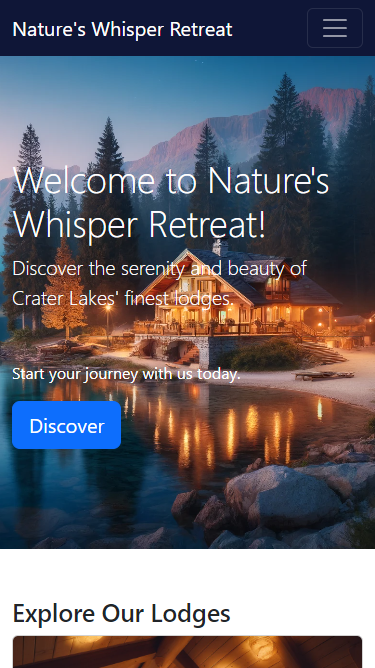 Nature's Whisper Retreat
Welcome to Nature's
Whisper Retreat!
Discover the serenity and beauty of
Crater Lakes' finest lodges.
Start your journey with us today.
Discover
Explore Our Lodges